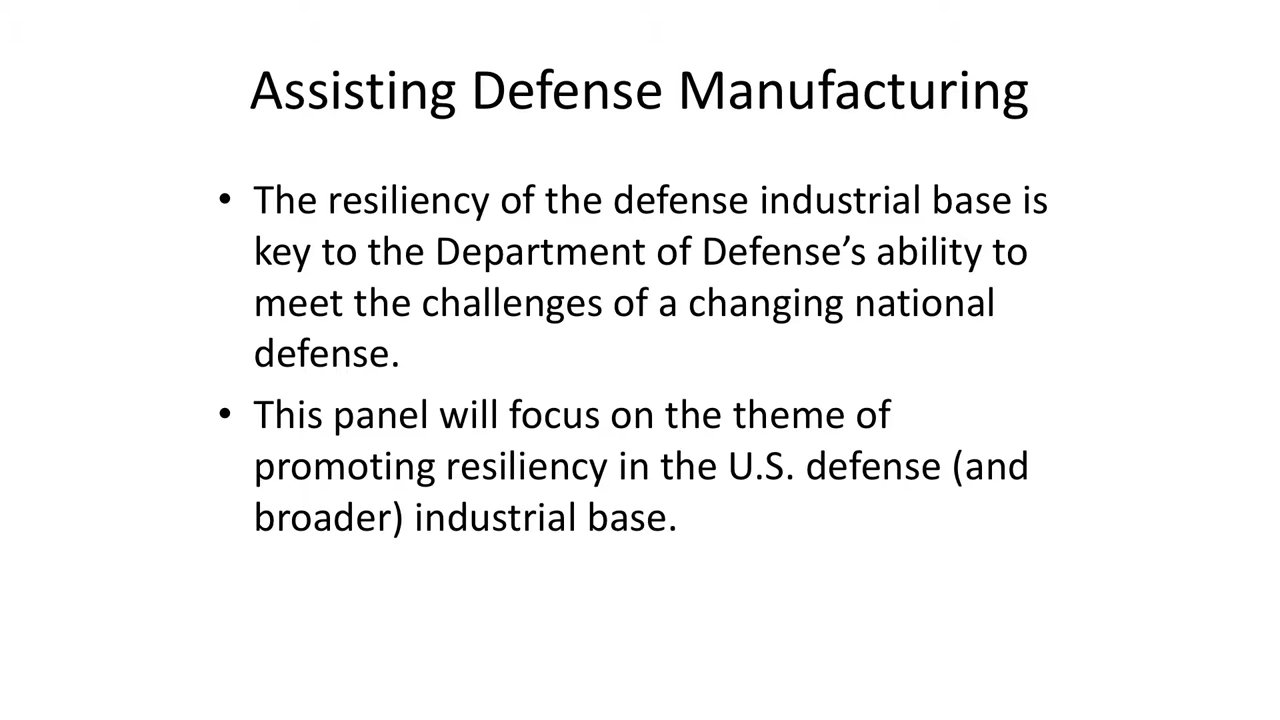 Assisting Defense Manufacturing
• The resiliency of the defense industrial base is
key to the Department of Defense’s ability to
meet the challenges of a changing national
defense.
• This panel will focus on the theme of
promoting resiliency in the U.S. defense (and
broader) industrial base.